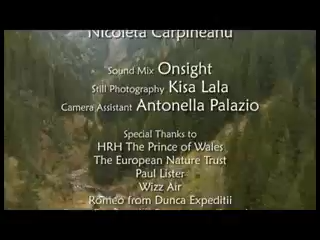 Nicoleta Carpineanu
Sound Mix Onsight
Still Photography Kisa Lala
Camera Assistant Antonella Palazio
Special Thanks to
HRH The Prince of Wales
The European Nature Trust
Paul Lister
Wizz Air
Romeo from Dunca Expeditii